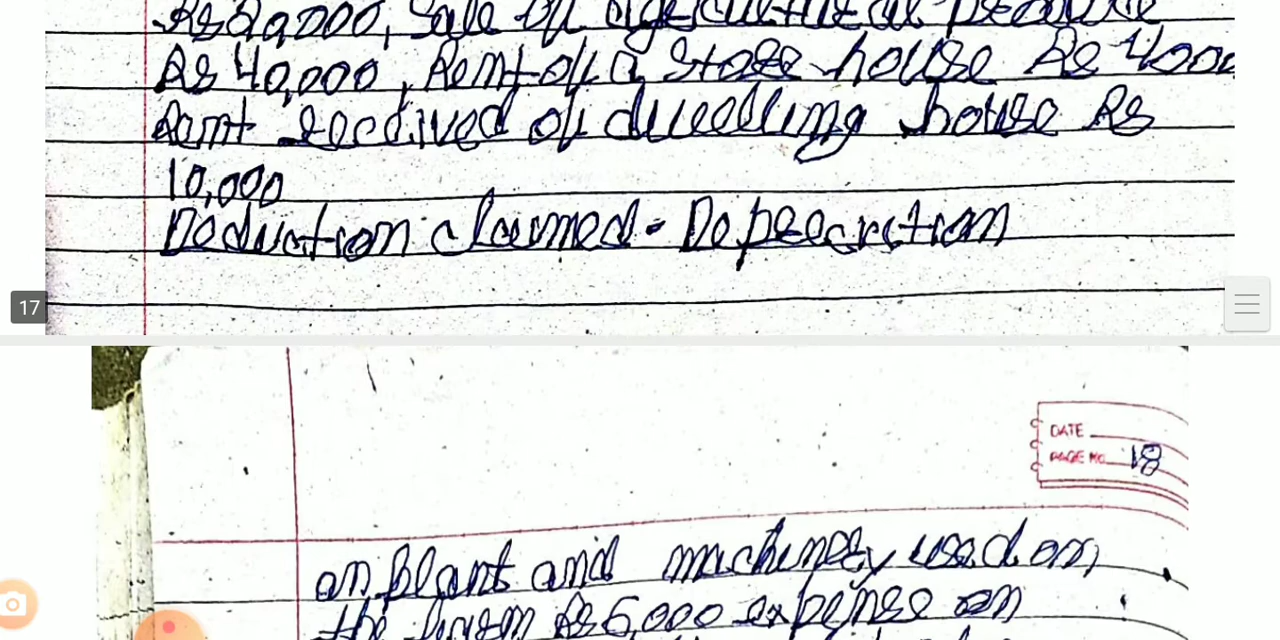 Rs 40,000, Rent of a store house Rs 4000
Rent received of dwelling house Rs
10,000
Deduction claimed - Depreciation
17
DATE
PAGE NO. 18
on plant and machinery used on
the farm Rs 6,000 expense on